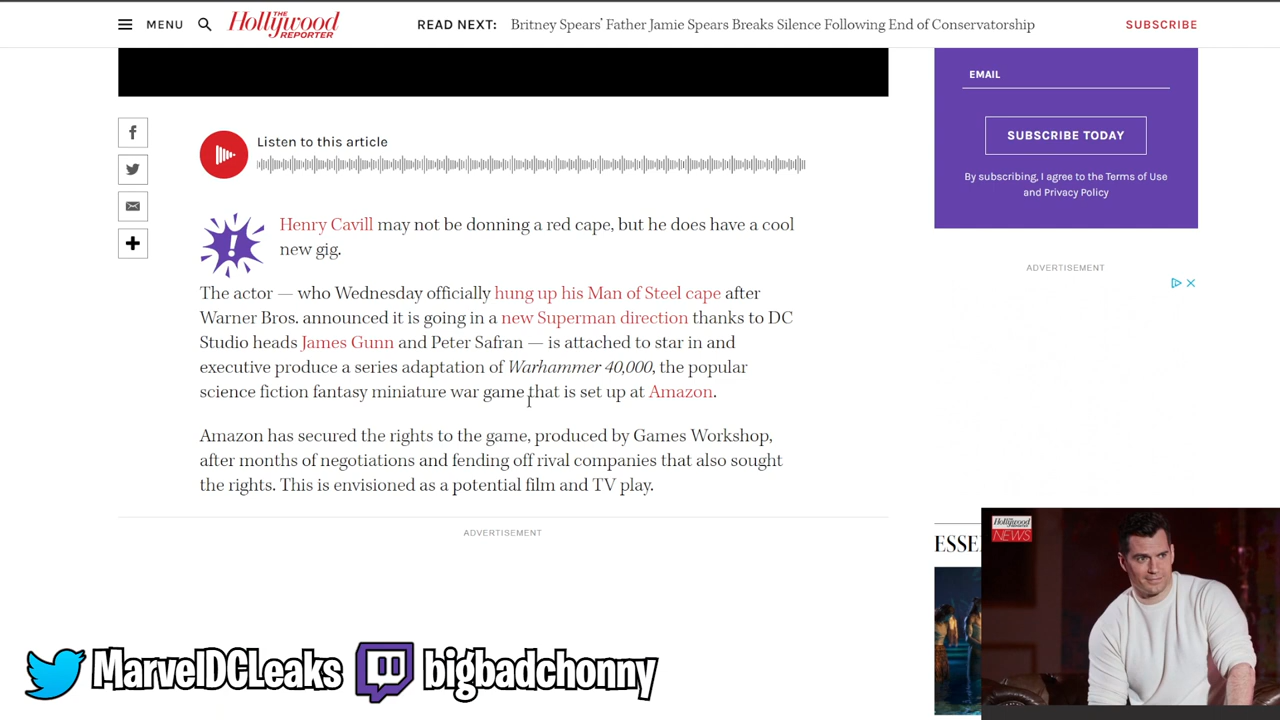 MENU
THE
Hollywood
REPORTER
READ NEXT: Britney Spears' Father Jamie Spears Breaks Silence Following End of Conservatorship
SUBSCRIBE
EMAIL
SUBSCRIBE TODAY
By subscribing, I agree to the Terms of Use
and Privacy Policy
ADVERTISEMENT
Listen to this article
Henry Cavill may not be donning a red cape, but he does have a cool
new gig.
The actor — who Wednesday officially hung up his Man of Steel cape after
Warner Bros. announced it is going in a new Superman direction thanks to DC
Studio heads James Gunn and Peter Safran — is attached to star in and
executive produce a series adaptation of Warhammer 40,000, the popular
science fiction fantasy miniature war game that is set up at Amazon.
Amazon has secured the rights to the game, produced by Games Workshop,
after months of negotiations and fending off rival companies that also sought
the rights. This is envisioned as a potential film and TV play.
ADVERTISEMENT
ESSE
Hollywood
NEWS
MarvelDCLeaks bigbadchonny